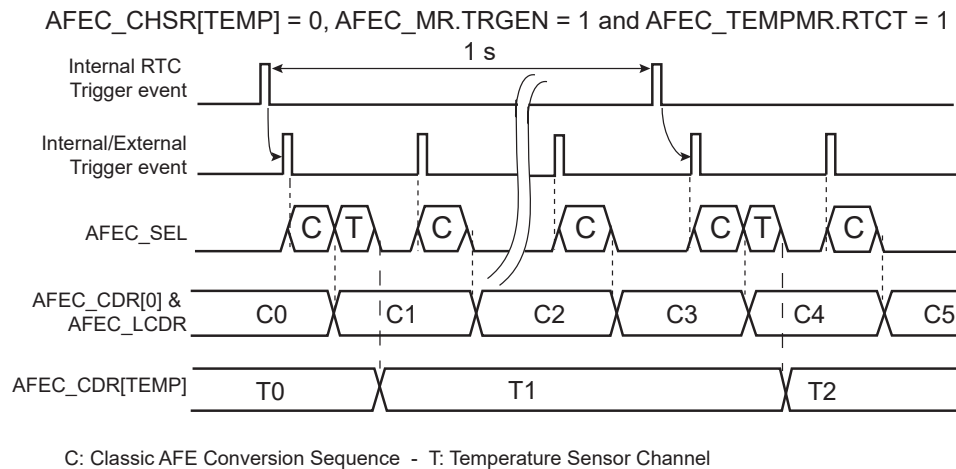 AFEC_CHSR[TEMP] = 0, AFEC_MR.TRGEN = 1 and AFEC_TEMPMR.RTCT = 1
1 s
Internal RTC
Trigger event
Internal/External
Trigger event
AFEC_SEL
C T C C C T C
AFEC_CDR[0] &
AFEC_LCDR
C0 C1 C2 C3 C4 C5
AFEC_CDR[TEMP]
T0 T1 T2
C: Classic AFE Conversion Sequence - T: Temperature Sensor Channel